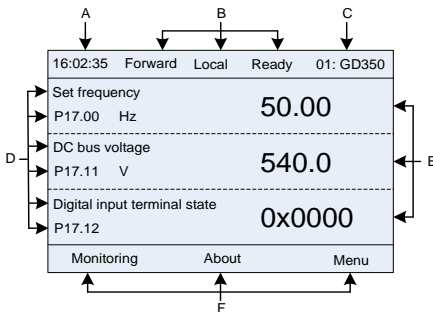 A B C
16:02:35 Forward Local Ready 01: GD350
Set frequency
P17.00 Hz 50.00
DC bus voltage
P17.11 V 540.0
Digital input terminal state
P17.12 0x0000
D E
Monitoring About Menu
F